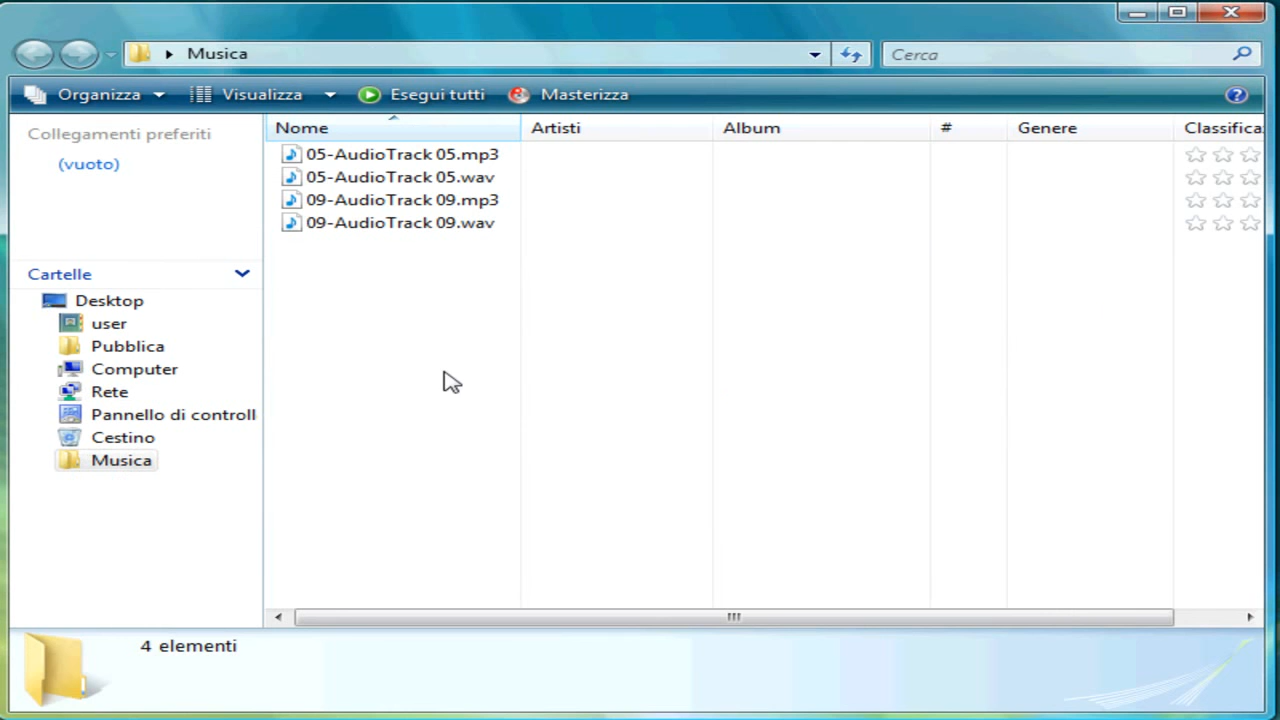 Musica
Cerca
Organizza Visualizza Esegui tutti Masterizza
Collegamenti preferiti
(vuoto)
Nome Artisti Album # Genere Classifica
05-AudioTrack 05.mp3
05-AudioTrack 05.wav
09-AudioTrack 09.mp3
09-AudioTrack 09.wav
Cartelle
Desktop
user
Pubblica
Computer
Rete
Pannello di controll
Cestino
Musica
4 elementi